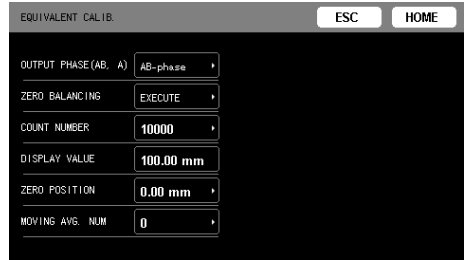 EQUIVALENT CALIB. ESC HOME
OUTPUT PHASE(AB, A) AB-phase
ZERO BALANCING EXECUTE
COUNT NUMBER 10000
DISPLAY VALUE 100.00 mm
ZERO POSITION 0.00 mm
MOVING AVG. NUM 0